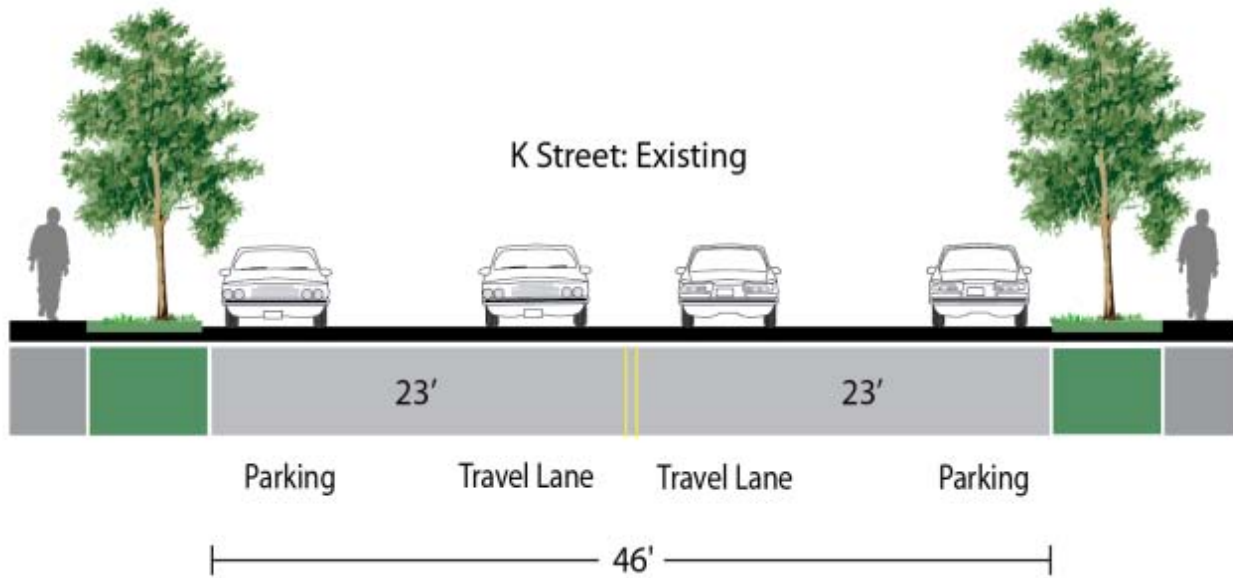 K Street: Existing
23’ 23’
Parking Travel Lane Travel Lane Parking
46'